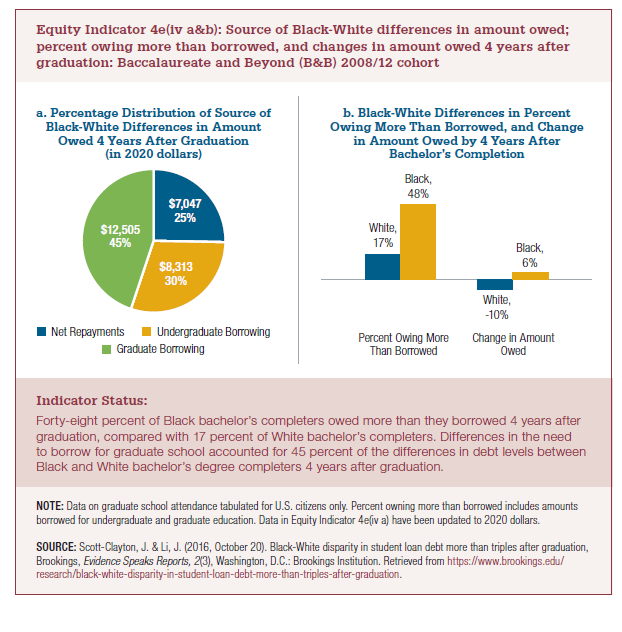 Equity Indicator 4e(iv a&b): Source of Black-White differences in amount owed;
percent owing more than borrowed, and changes in amount owed 4 years after
graduation: Baccalaureate and Beyond (B&B) 2008/12 cohort
a. Percentage Distribution of Source of
Black-White Differences in Amount
Owed 4 Years After Graduation
(in 2020 dollars)
$7,047
25%
$12,505
45%
$8,313
30%
Net Repayments
Undergraduate Borrowing
Graduate Borrowing
b. Black-White Differences in Percent
Owing More Than Borrowed, and Change
in Amount Owed by 4 Years After
Bachelor's Completion
Black,
48%
White,
17%
Black,
6%
White,
-10%
Percent Owing More
Than Borrowed
Change in Amount
Owed
Indicator Status:
Forty-eight percent of Black bachelor's completers owed more than they borrowed 4 years after
graduation, compared with 17 percent of White bachelor's completers. Differences in the need
to borrow for graduate school accounted for 45 percent of the differences in debt levels between
Black and White bachelor's degree completers 4 years after graduation.
NOTE: Data on graduate school attendance tabulated for U.S. citizens only. Percent owning more than borrowed includes amounts
borrowed for undergraduate and graduate education. Data in Equity Indicator 4e(iv a) have been updated to 2020 dollars.
SOURCE: Scott-Clayton, J. & Li, J. (2016, October 20). Black-White disparity in student loan debt more than triples after graduation,
Brookings, Evidence Speaks Reports, 2(3), Washington, D.C.: Brookings Institution. Retrieved from https://www.brookings.edu/
research/black-white-disparity-in-student-loan-debt-more-than-triples-after-graduation.